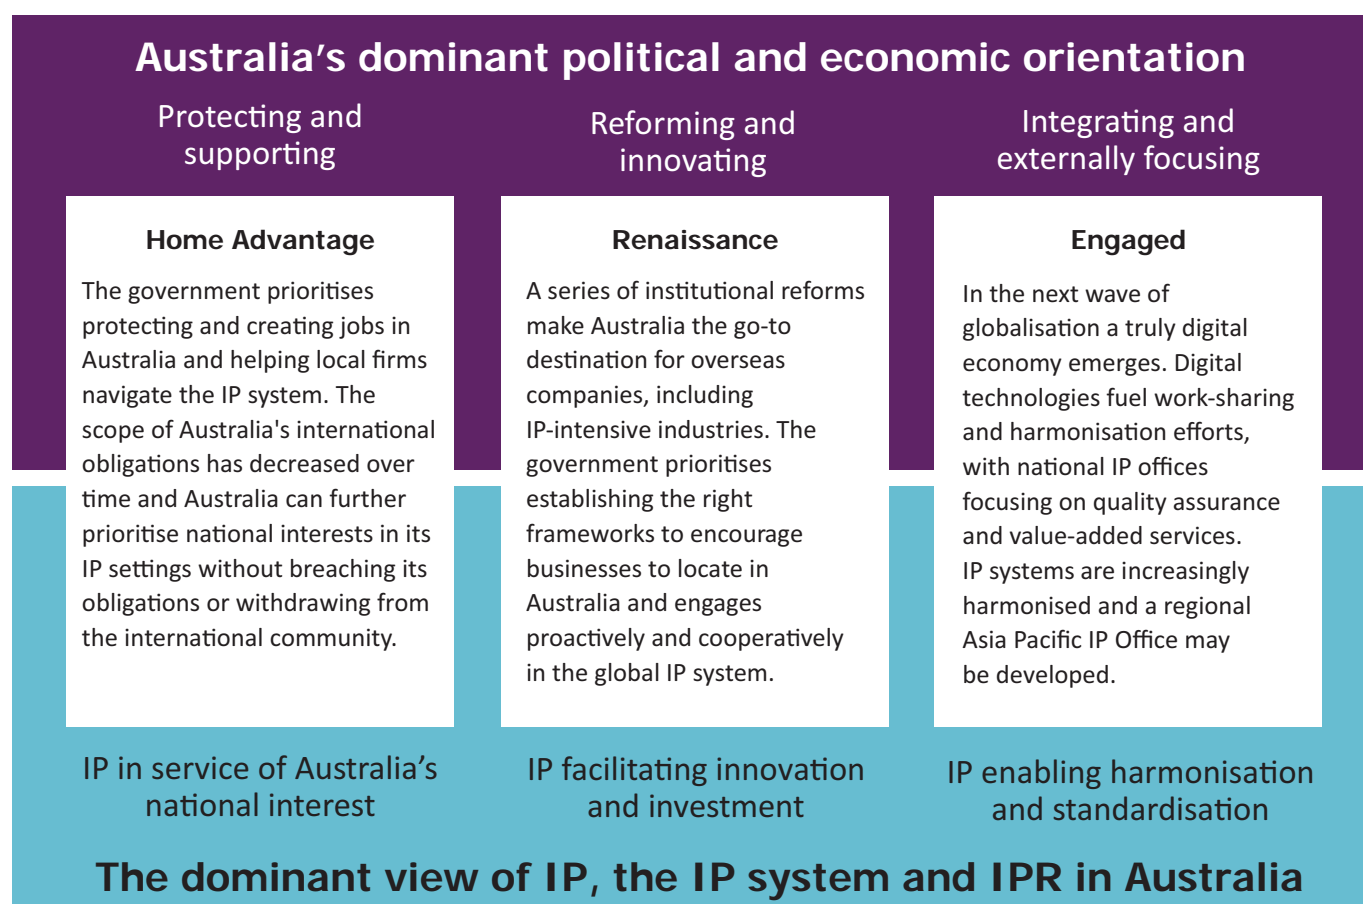 Australia’s dominant political and economic orientation
Protecting and
supporting
Reforming and
innovating
Integrating and
externally focusing
Home Advantage
The government prioritises
protecting and creating jobs in
Australia and helping local firms
navigate the IP system. The
scope of Australia's international
obligations has decreased over
time and Australia can further
prioritise national interests in its
IP settings without breaching its
obligations or withdrawing from
the international community.
Renaissance
A series of institutional reforms
make Australia the go-to
destination for overseas
companies, including
IP-intensive industries. The
government prioritises
establishing the right
frameworks to encourage
businesses to locate in
Australia and engages
proactively and cooperatively
in the global IP system.
Engaged
In the next wave of
globalisation a truly digital
economy emerges. Digital
technologies fuel work-sharing
and harmonisation efforts,
with national IP offices
focusing on quality assurance
and value-added services.
IP systems are increasingly
harmonised and a regional
Asia Pacific IP Office may
be developed.
IP in service of Australia’s
national interest
IP facilitating innovation
and investment
IP enabling harmonisation
and standardisation
The dominant view of IP, the IP system and IPR in Australia